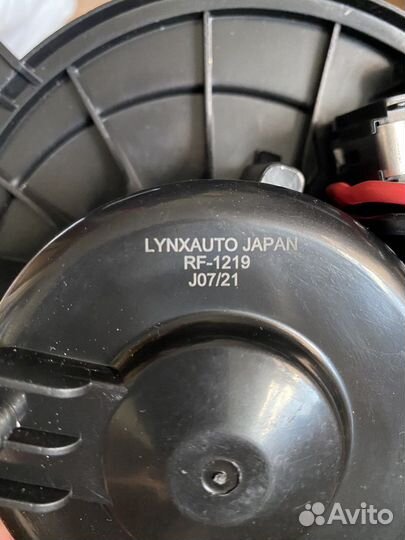 LYNXAUTO JAPAN
RF-1219
J07/21
Avito